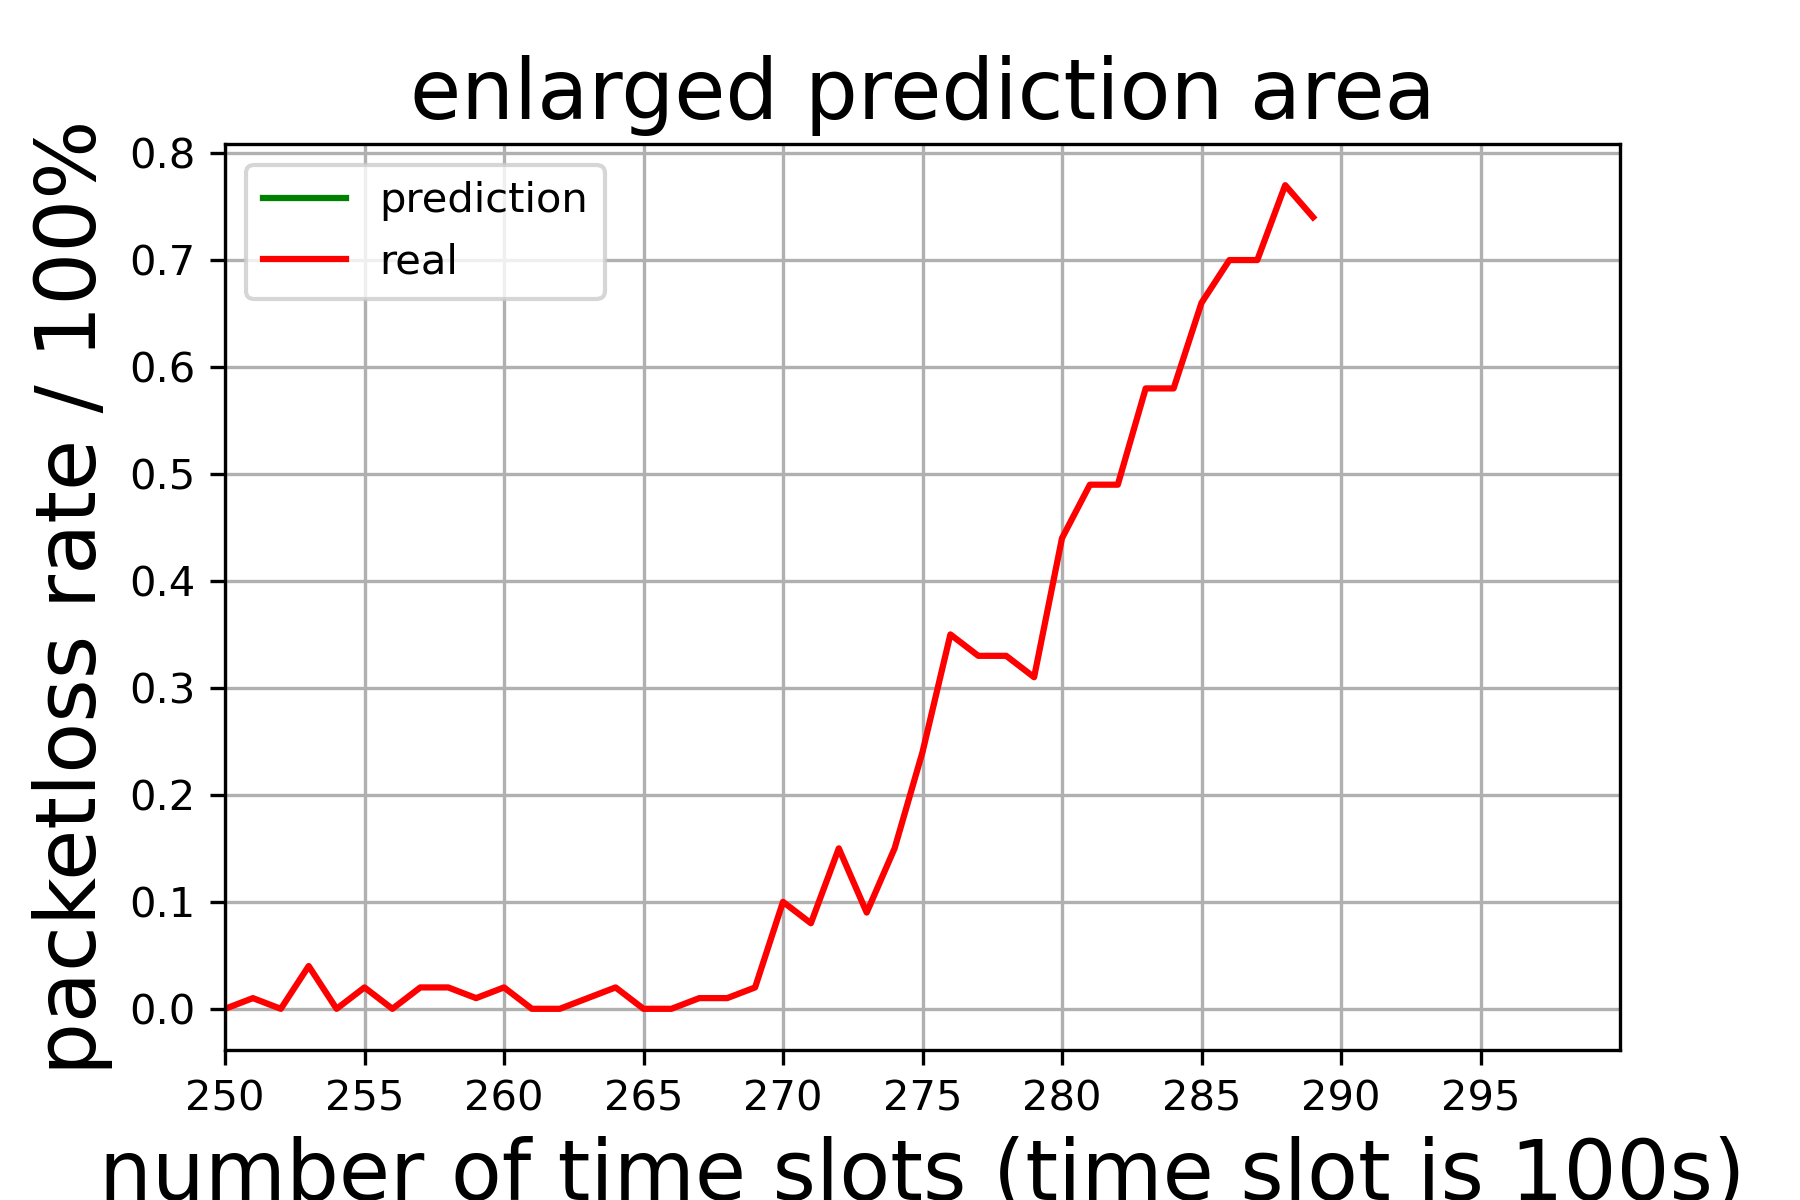 enlarged prediction area
packetloss rate / 100%
0.8
0.7
0.6
0.5
0.4
0.3
0.2
0.1
0.0
prediction
real
250 255 260 265 270 275 280 285 290 295
number of time slots (time slot is 100s)